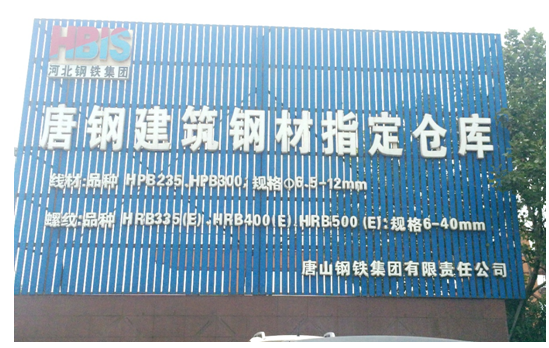 HBIS
河北钢铁集团
唐钢建筑钢材指定仓库
线材:品种 HPB235、HPB300;规格Φ6.5-12mm
螺纹:品种 HRB335(E)、HRB400(E)、HRB500(E);规格6-40mm
唐山钢铁集团有限责任公司